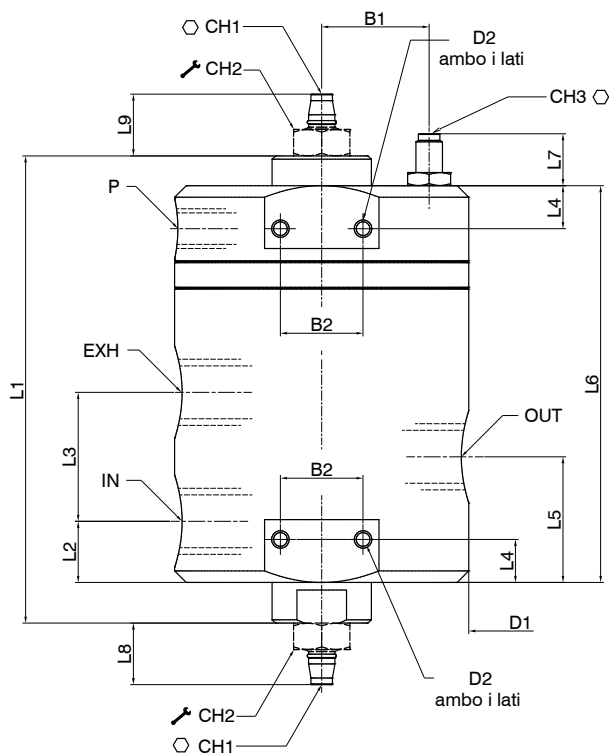 B1
CH1
D2
ambo i lati
CH2
CH3
L9
L7
P
L4
B2
EXH
L1
L6
OUT
L3
B2
IN
L5
L2
L4
D1
L8
D2
ambo i lati
CH2
CH1